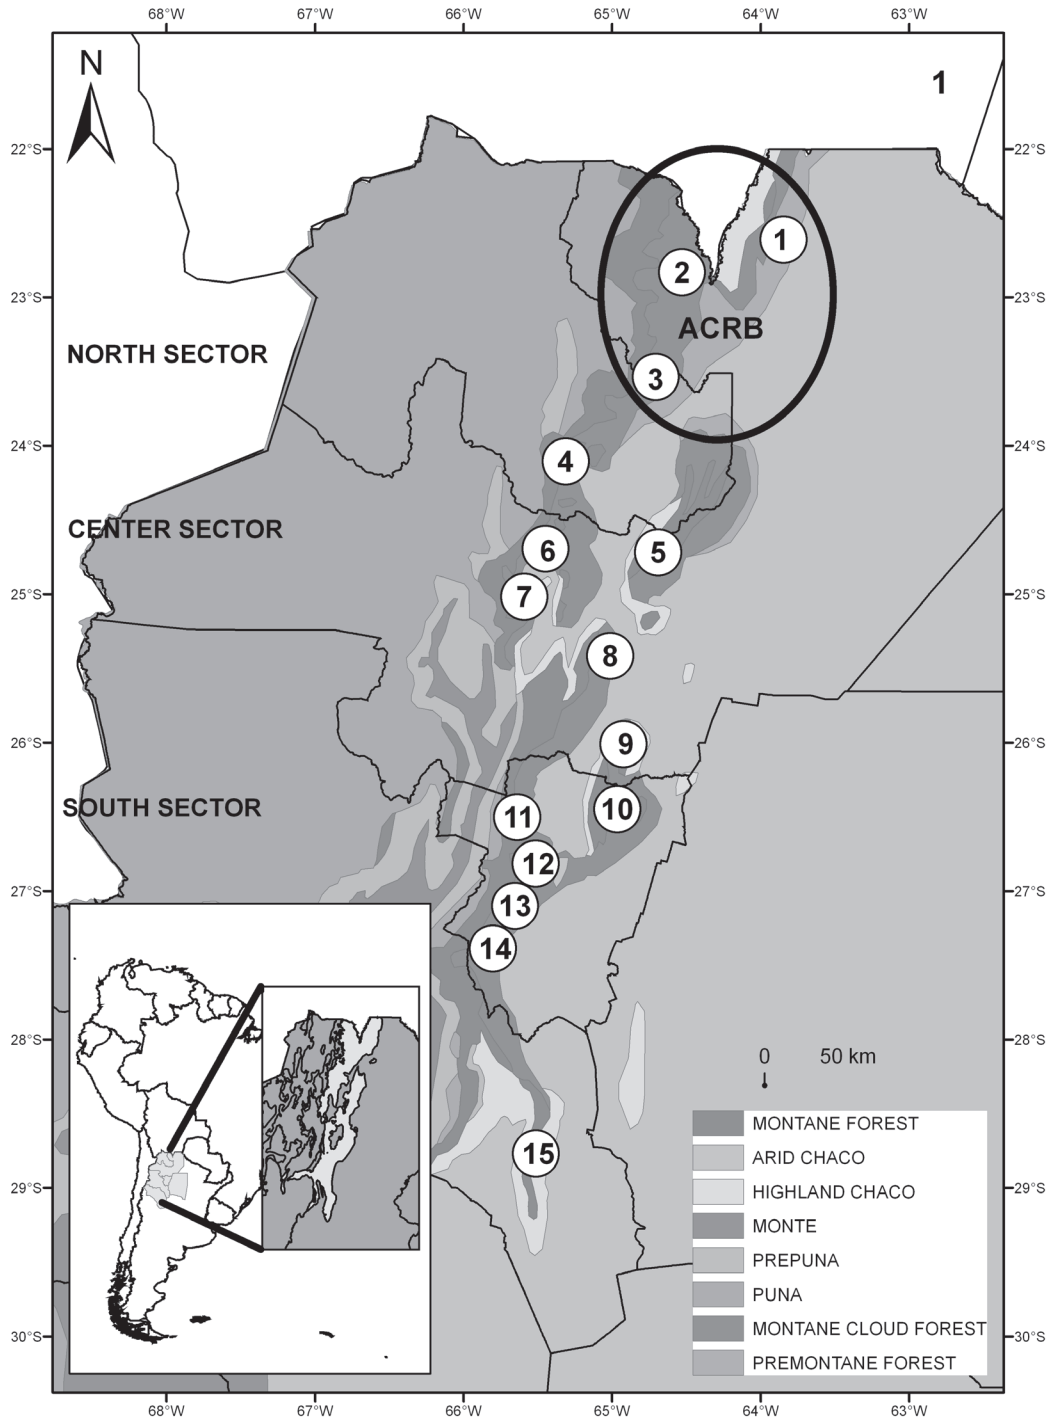 68°W 67°W 66°W 65°W 64°W 63°W
N
1
22°S 22°S
1
2
23°S 23°S
ACRB
NORTH SECTOR
3
24°S 24°S
4
CENTER SECTOR
6
5
25°S 25°S
7
8
26°S 26°S
9
SOUTH SECTOR
10
11
12
27°S 27°S
13
14
28°S 28°S
0 50 km
MONTANE FOREST
15
ARID CHACO
29°S 29°S
HIGHLAND CHACO
MONTE
PREPUNA
PUNA
30°S 30°S
MONTANE CLOUD FOREST
PREMONTANE FOREST
68°W 67°W 66°W 65°W 64°W 63°W